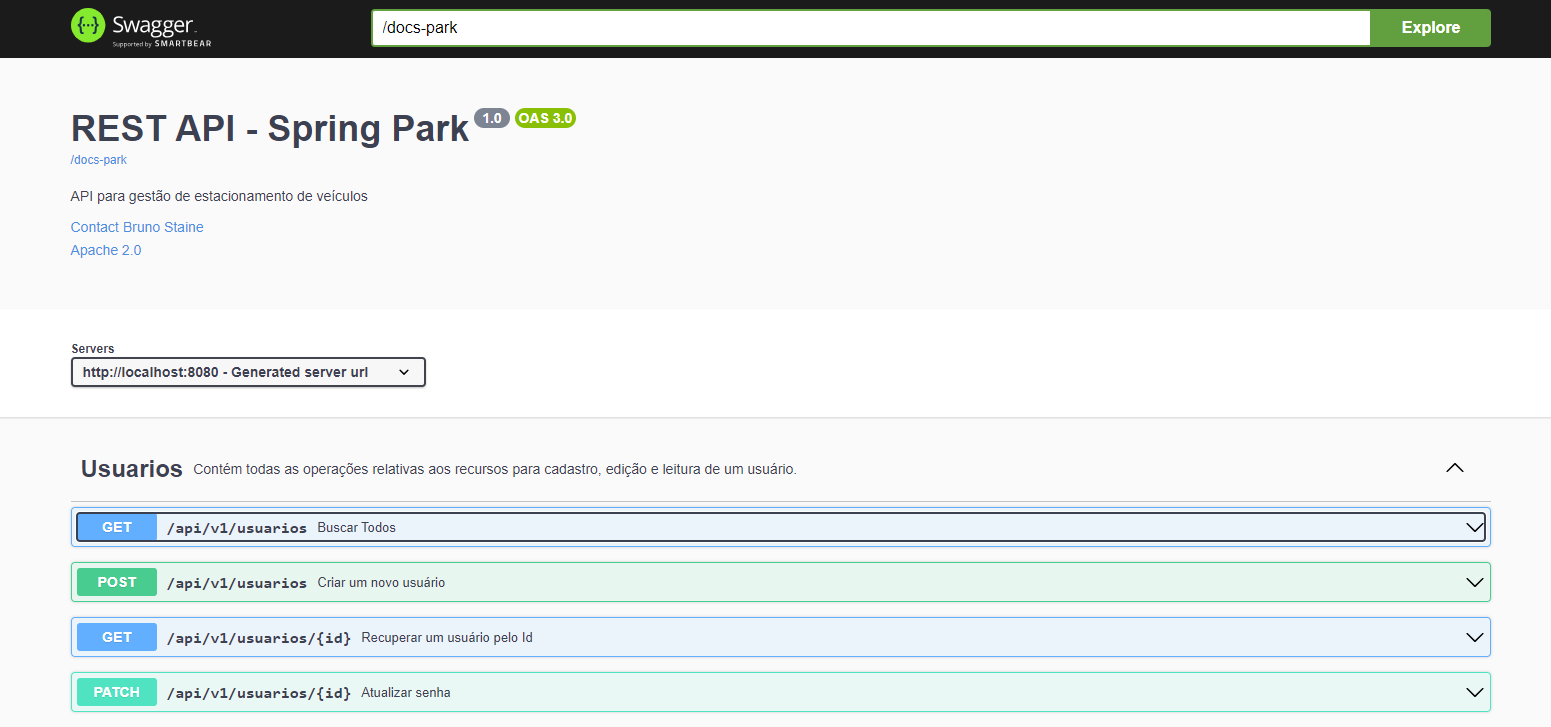 {...} Swagger.
Supported by SMARTBEAR
/docs-park
Explore
REST API - Spring Park 1.0 OAS 3.0
/docs-park
API para gestão de estacionamento de veículos
Contact Bruno Staine
Apache 2.0
Servers
http://localhost:8080 - Generated server url
Usuarios Contém todas as operações relativas aos recursos para cadastro, edição e leitura de um usuário.
GET /api/v1/usuarios Buscar Todos
POST /api/v1/usuarios Criar um novo usuário
GET /api/v1/usuarios/{id} Recuperar um usuário pelo Id
PATCH /api/v1/usuarios/{id} Atualizar senha